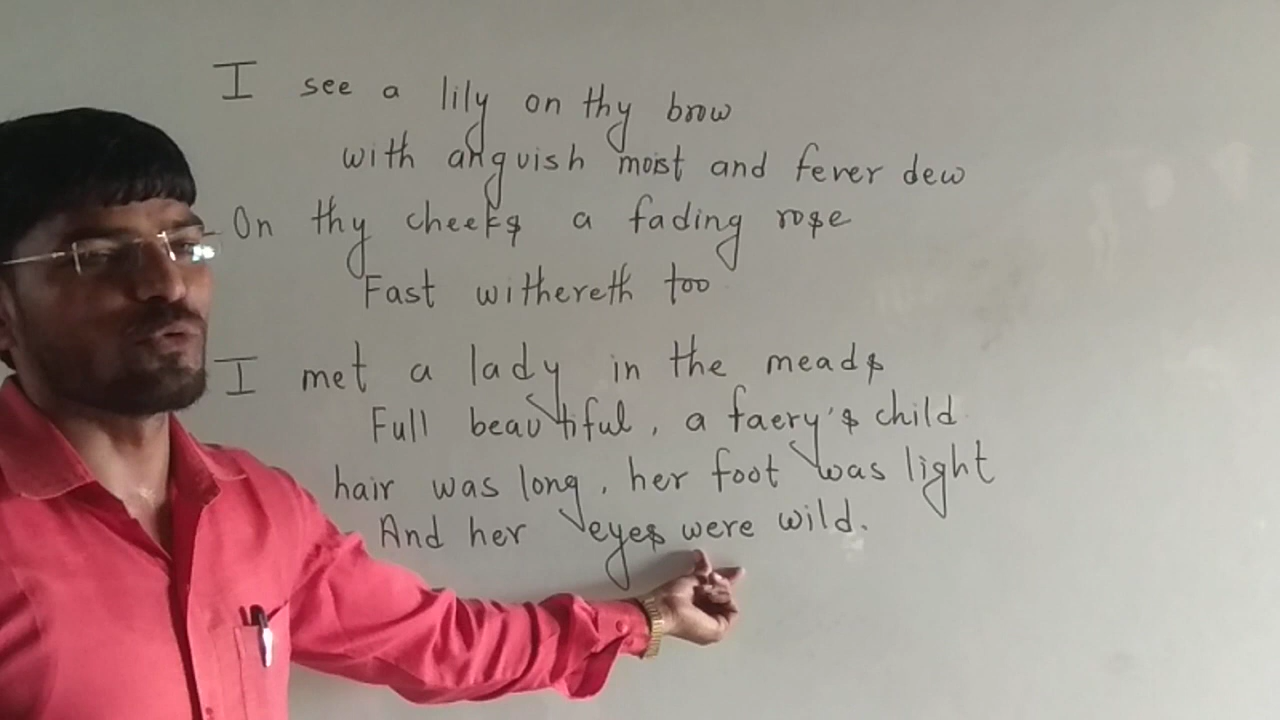 I see a lily on thy brow
with anguish moist and fever dew
On thy cheeks a fading rose
Fast withereth too
I met a lady in the meads
Full beautiful, a faery's child
hair was long, her foot was light
And her eyes were wild.